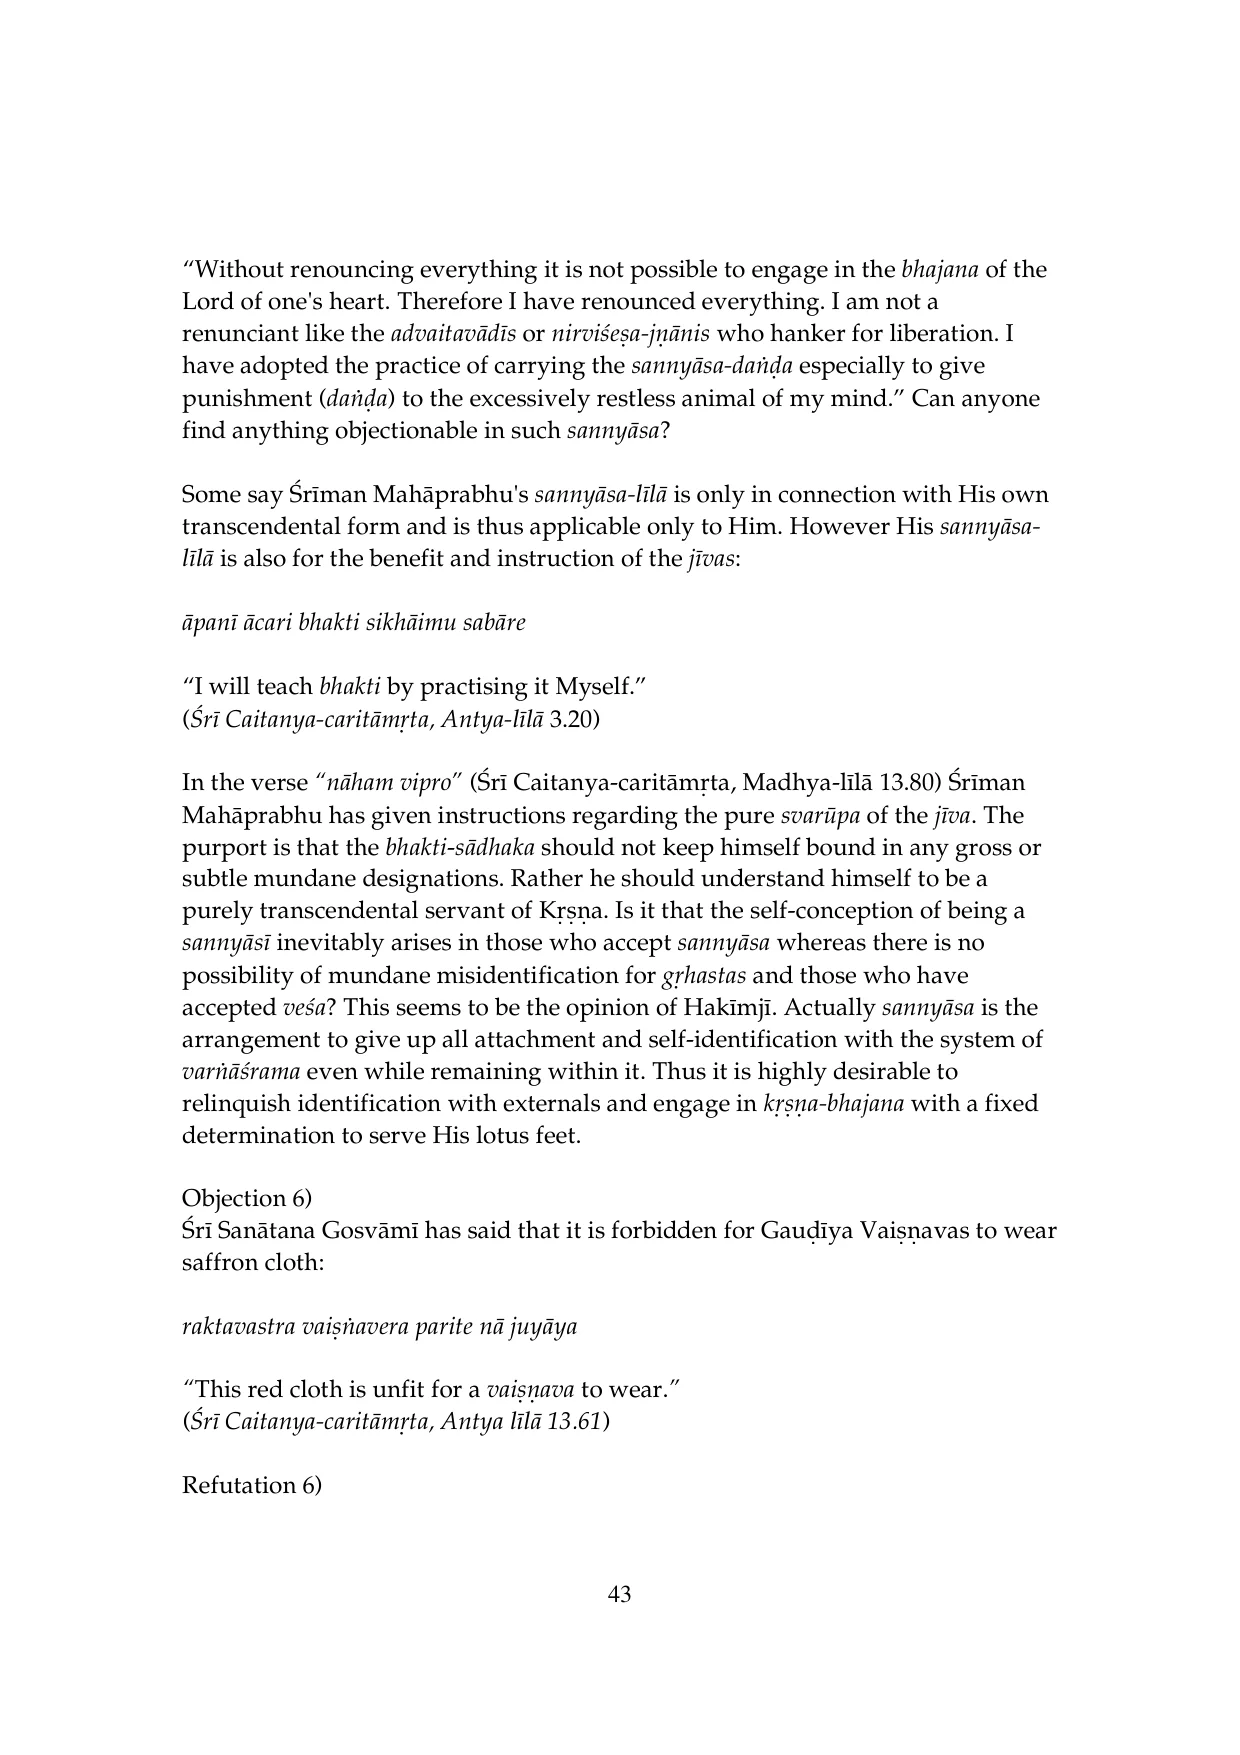 “Without renouncing everything it is not possible to engage in the bhajana of the
Lord of one's heart. Therefore I have renounced everything. I am not a
renunciant like the advaitavādīs or nirviśeṣa-jṇānis who hanker for liberation. I
have adopted the practice of carrying the sannyāsa-daṅḍa especially to give
punishment (daṅḍa) to the excessively restless animal of my mind.” Can anyone
find anything objectionable in such sannyāsa?
Some say Śrīman Mahāprabhu's sannyāsa-līlā is only in connection with His own
transcendental form and is thus applicable only to Him. However His sannyāsa-
līlā is also for the benefit and instruction of the jīvas:
āpanī ācari bhakti sikhāimu sabāre
“I will teach bhakti by practising it Myself.”
(Śrī Caitanya-caritāmṛta, Antya-līlā 3.20)
In the verse “nāham vipro” (Śrī Caitanya-caritāmṛta, Madhya-līlā 13.80) Śrīman
Mahāprabhu has given instructions regarding the pure svarūpa of the jīva. The
purport is that the bhakti-sādhaka should not keep himself bound in any gross or
subtle mundane designations. Rather he should understand himself to be a
purely transcendental servant of Kṛṣṇa. Is it that the self-conception of being a
sannyāsī inevitably arises in those who accept sannyāsa whereas there is no
possibility of mundane misidentification for gṛhastas and those who have
accepted veśa? This seems to be the opinion of Hakīmjī. Actually sannyāsa is the
arrangement to give up all attachment and self-identification with the system of
varṅāśrama even while remaining within it. Thus it is highly desirable to
relinquish identification with externals and engage in kṛṣṇa-bhajana with a fixed
determination to serve His lotus feet.
Objection 6)
Śrī Sanātana Gosvāmī has said that it is forbidden for Gauḍīya Vaiṣṇavas to wear
saffron cloth:
raktavastra vaiṣṅavera parite nā juyāya
“This red cloth is unfit for a vaiṣṇava to wear.”
(Śrī Caitanya-caritāmṛta, Antya līlā 13.61)
Refutation 6)
43